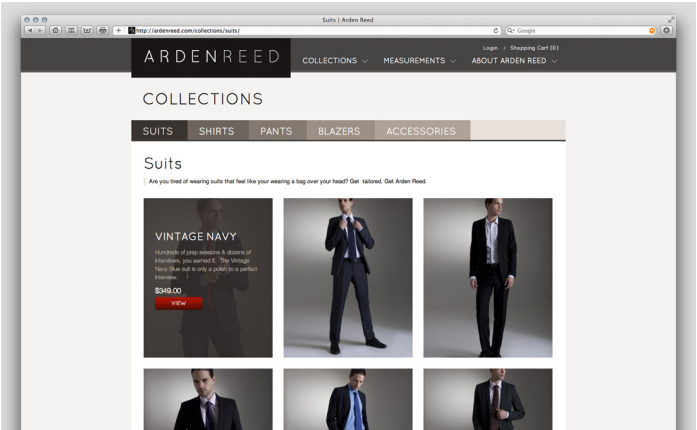 Suits | Arden Reed
http://ardenreed.com/collections/suits/
Google
Login / Shopping Cart (0)
ARDENREED
COLLECTIONS
MEASUREMENTS
ABOUT ARDEN REED
COLLECTIONS
SUITS
SHIRTS
PANTS
BLAZERS
ACCESSORIES
Suits
Are you tired of wearing suits that feel like your wearing a bag over your head? Get tailored. Get Arden Reed.
VINTAGE NAVY
Hundreds of prep sessions & dozens of
interviews, you earned it. The Vintage
Navy Blue suit is only a polish to a perfect
interview.
$349.00
VIEW